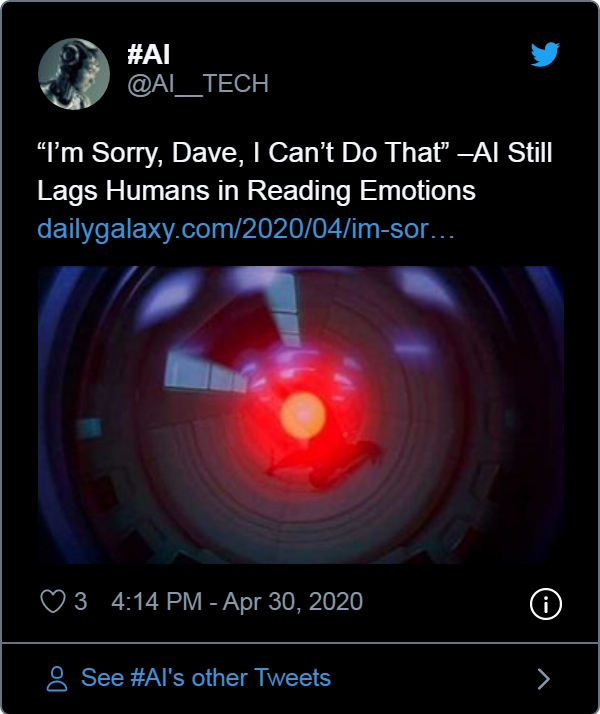 #AI
@AI__TECH
“I’m Sorry, Dave, I Can’t Do That” –AI Still
Lags Humans in Reading Emotions
dailygalaxy.com/2020/04/im-sor…
3 4:14 PM - Apr 30, 2020
See #AI's other Tweets